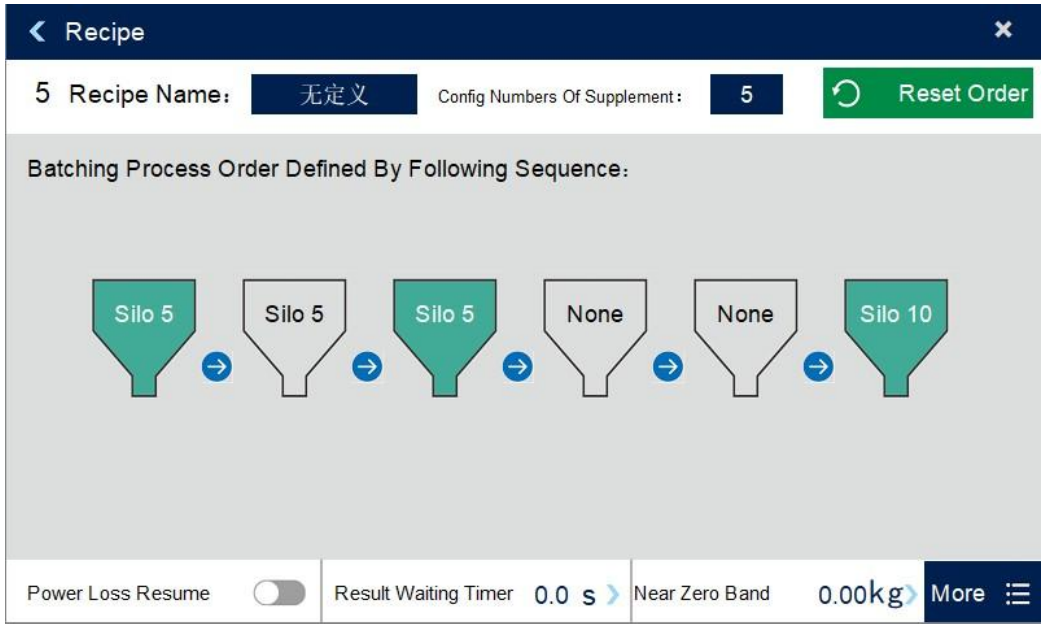 Recipe
5 Recipe Name： 无定义 Config Numbers Of Supplement： 5 Reset Order
Batching Process Order Defined By Following Sequence：
Silo 5 Silo 5 Silo 5 None None Silo 10
Power Loss Resume Result Waiting Timer 0.0 s Near Zero Band 0.00kg More